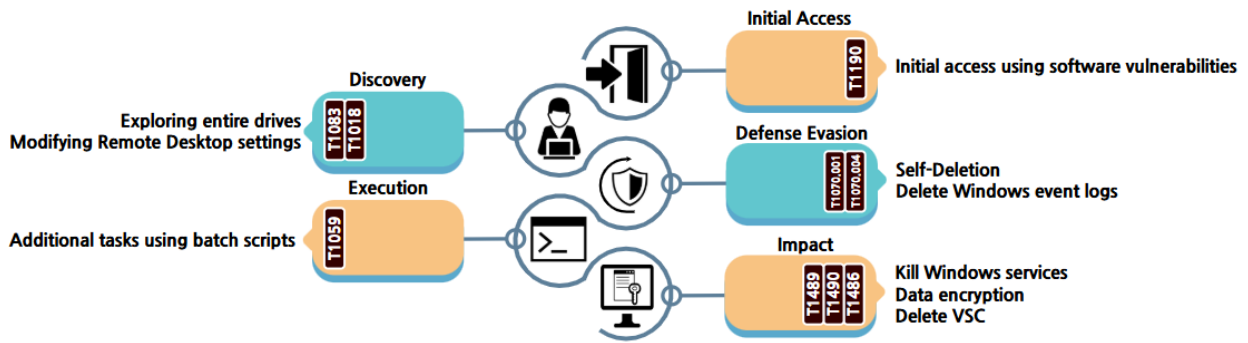 Initial Access
T1190
Initial access using software vulnerabilities
Discovery
T1083
T1018
Exploring entire drives
Modifying Remote Desktop settings
Defense Evasion
T1070.001
T1070.004
Self-Deletion
Delete Windows event logs
Execution
T1059
Additional tasks using batch scripts
>_
Impact
T1489
T1490
T1486
Kill Windows services
Data encryption
Delete VSC